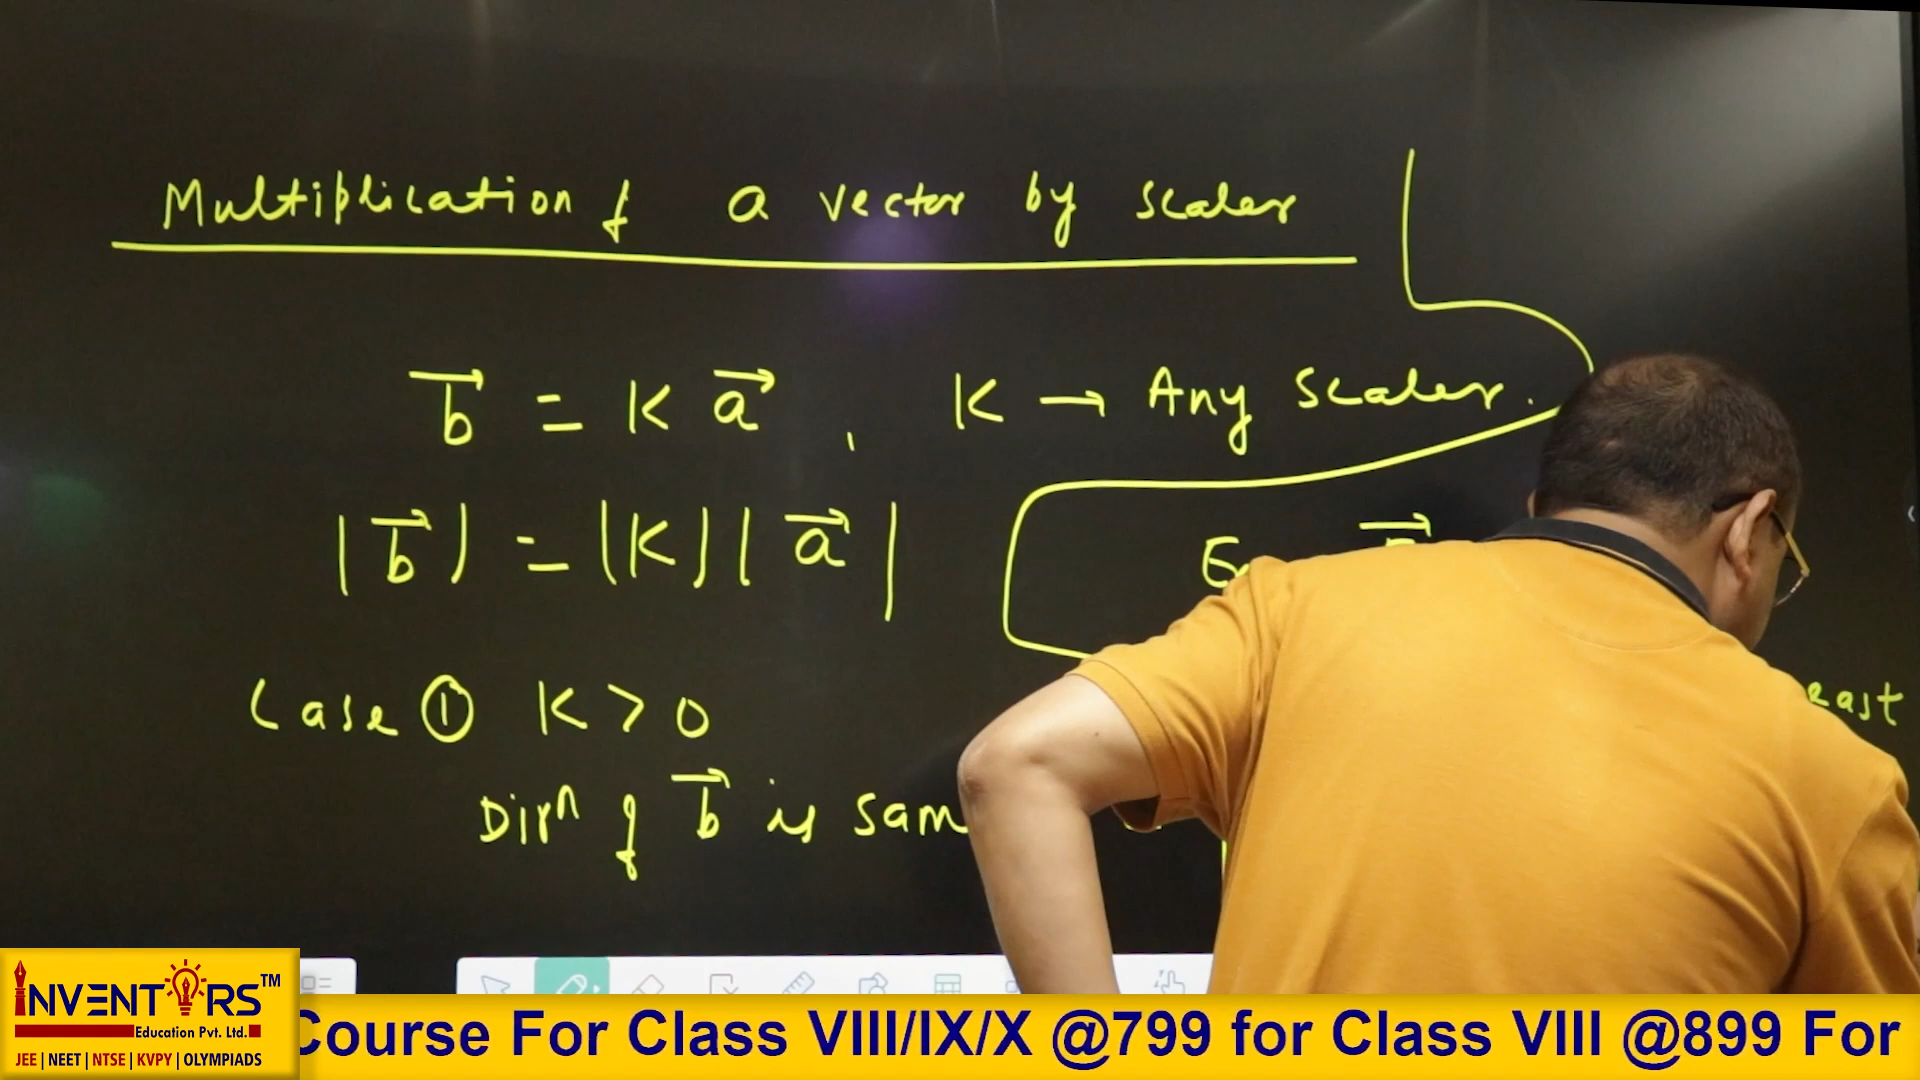 Multiplication of a vector by scaler
b⃗ = K a⃗ , K → Any Scaler.
|b⃗| = |K| |a⃗|
Case ① K > 0
Dirⁿ of b⃗ is sam
east
INVENTORS™
Education Pvt. Ltd.
JEE | NEET | NTSE | KVPY | OLYMPIADS
Course For Class VIII/IX/X @799 for Class VIII @899 For